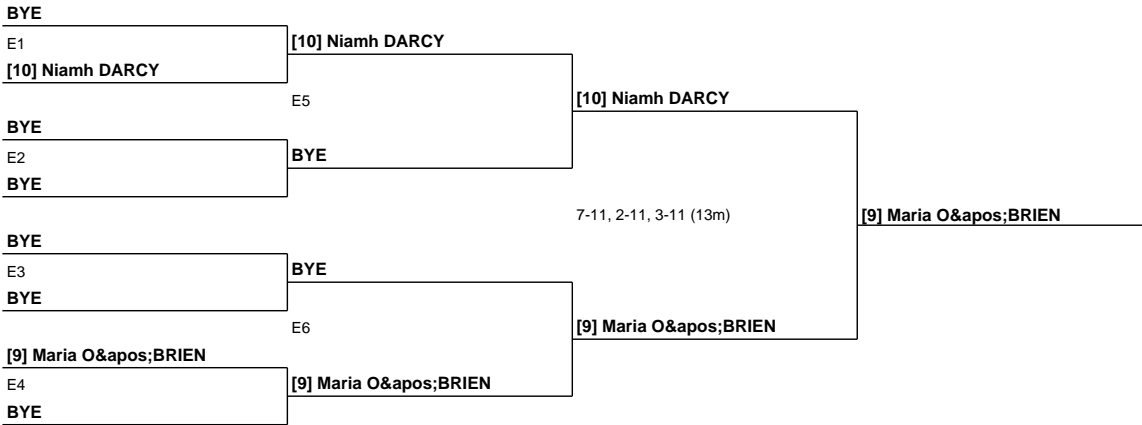 BYE
E1
[10] Niamh DARCY
[10] Niamh DARCY
E5
[10] Niamh DARCY
BYE
E2
BYE
BYE
7-11, 2-11, 3-11 (13m)
[9] Maria O&apos;BRIEN
BYE
E3
BYE
BYE
E6
[9] Maria O&apos;BRIEN
[9] Maria O&apos;BRIEN
E4
[9] Maria O&apos;BRIEN
BYE